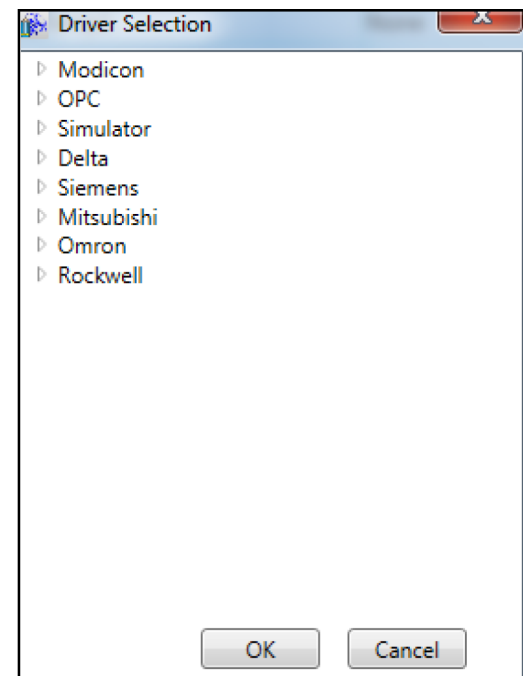 Driver Selection
Modicon
OPC
Simulator
Delta
Siemens
Mitsubishi
Omron
Rockwell
OK
Cancel